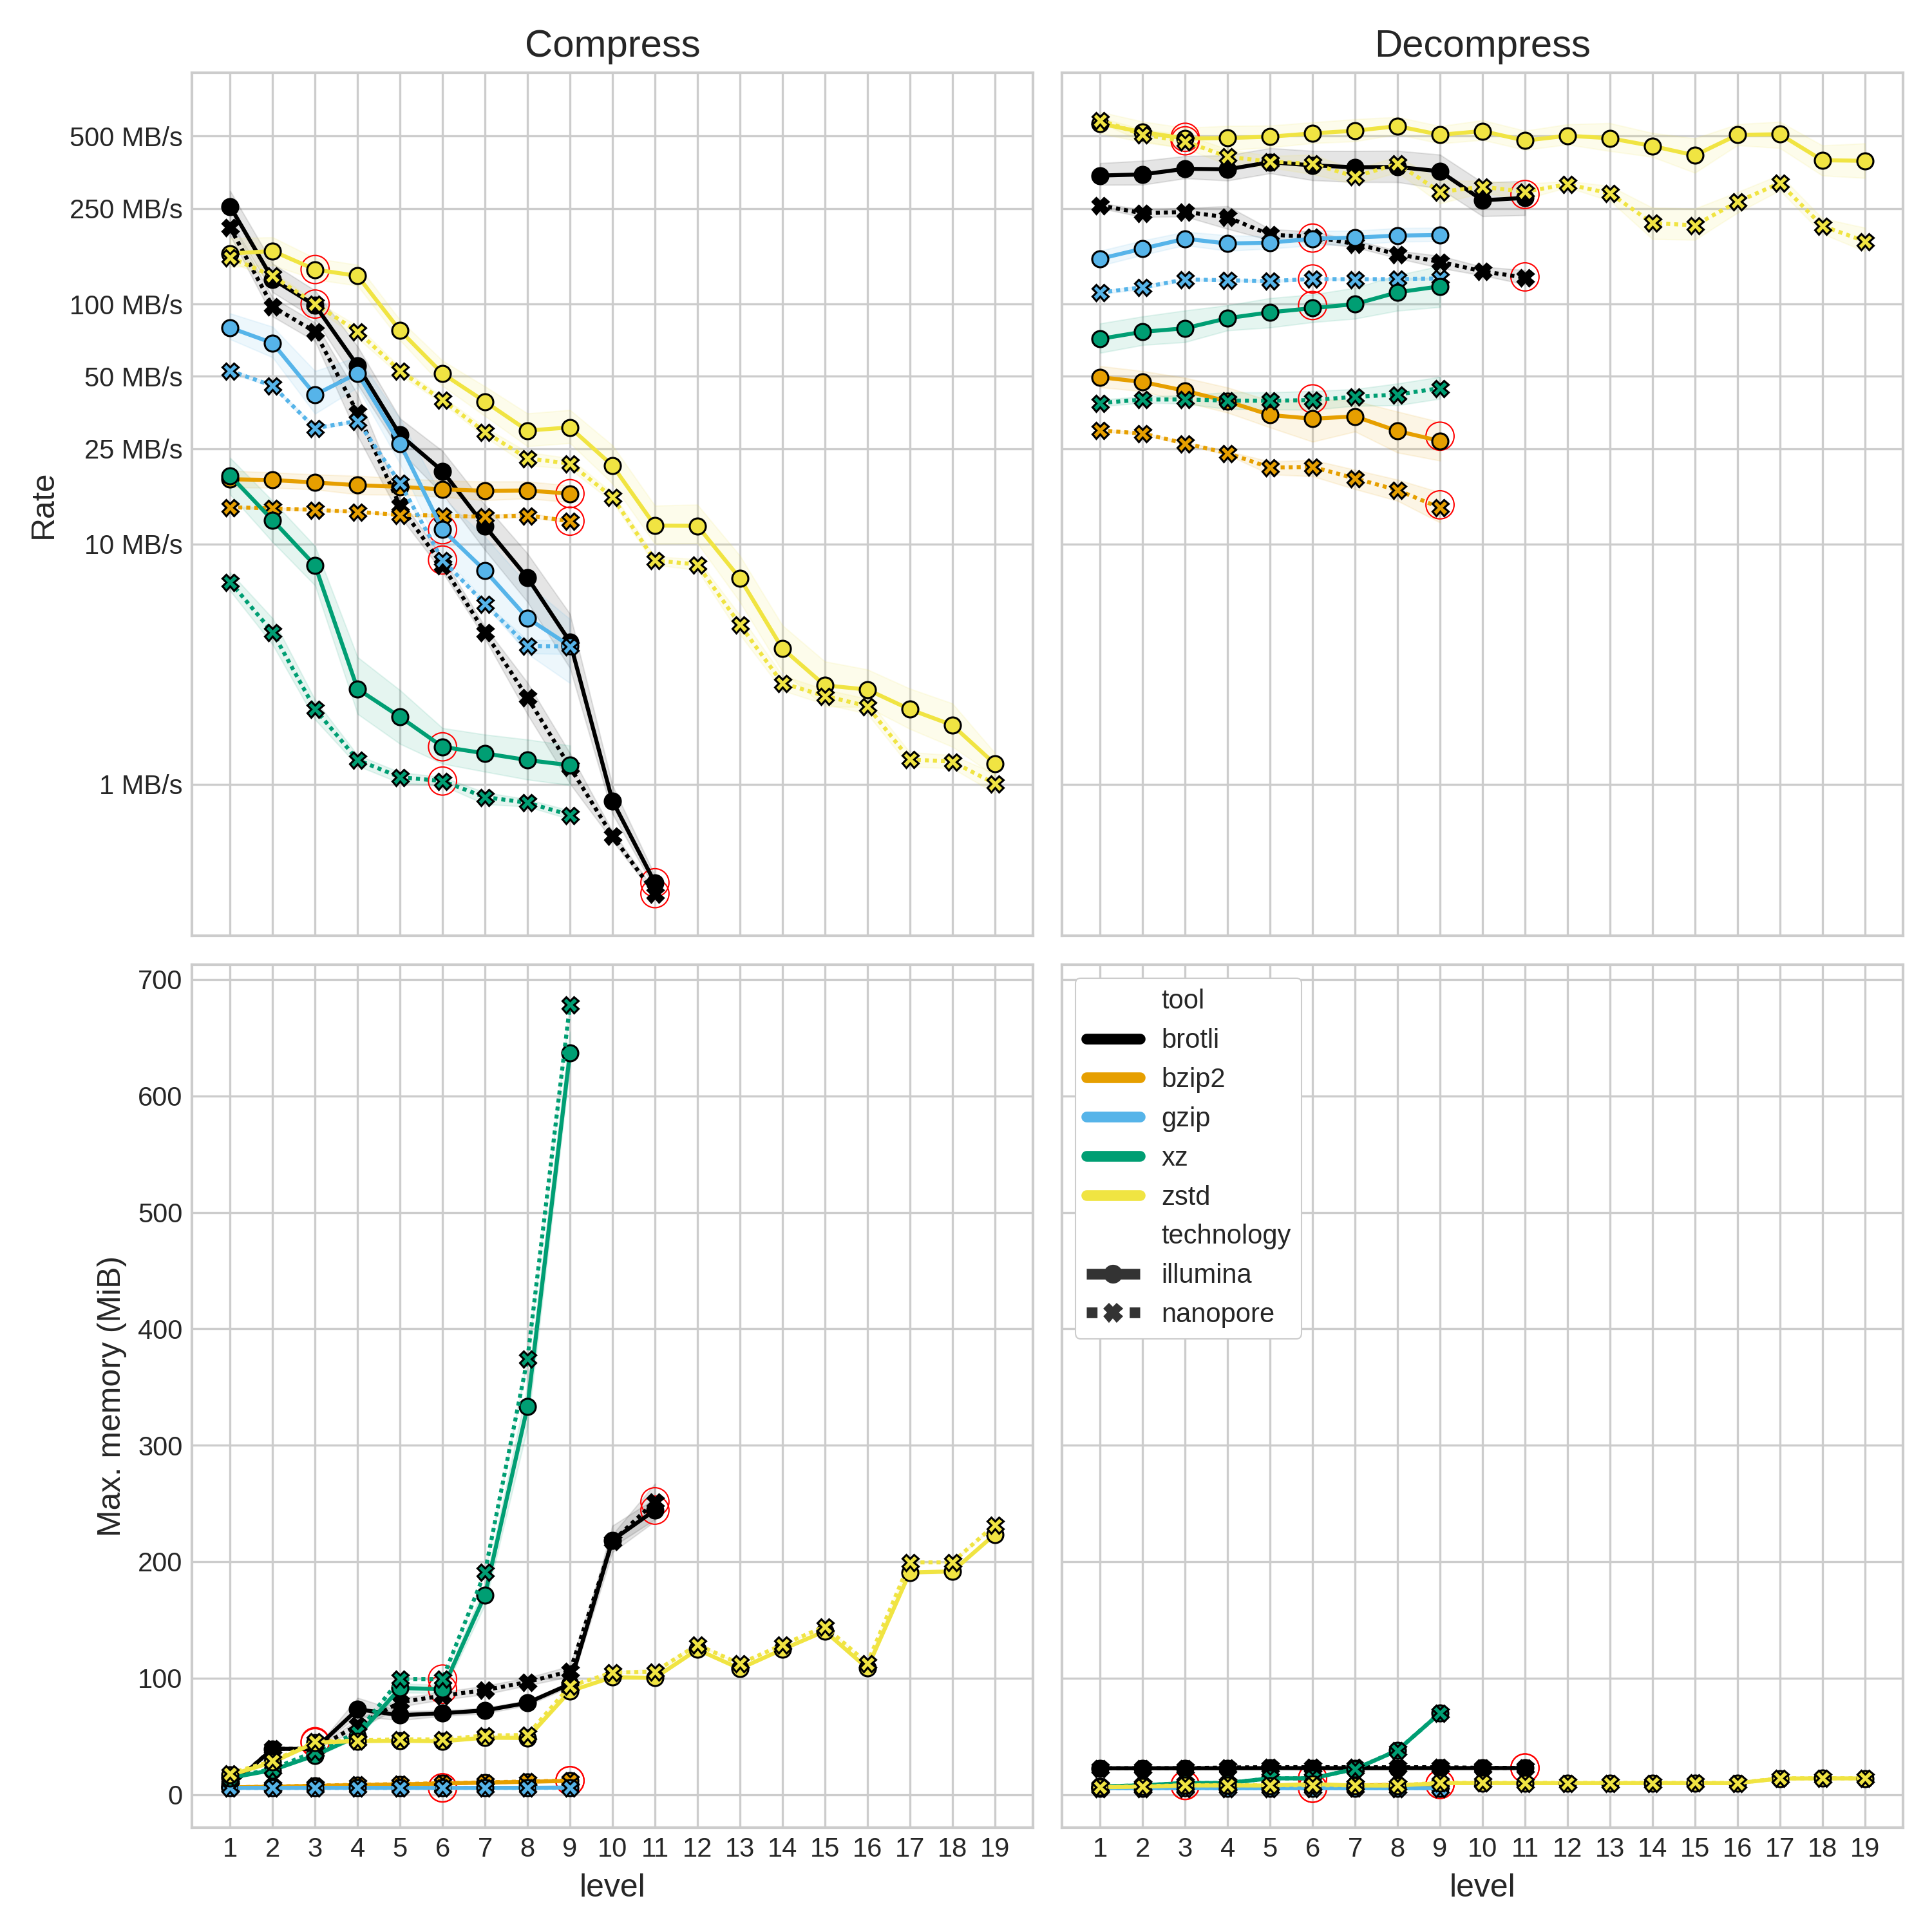 Compress
Decompress
Rate
500 MB/s
250 MB/s
100 MB/s
50 MB/s
25 MB/s
10 MB/s
1 MB/s
Max. memory (MiB)
700
600
500
400
300
200
100
0
tool
brotli
bzip2
gzip
xz
zstd
technology
illumina
nanopore
1 2 3 4 5 6 7 8 9 10 11 12 13 14 15 16 17 18 19
level
1 2 3 4 5 6 7 8 9 10 11 12 13 14 15 16 17 18 19
level